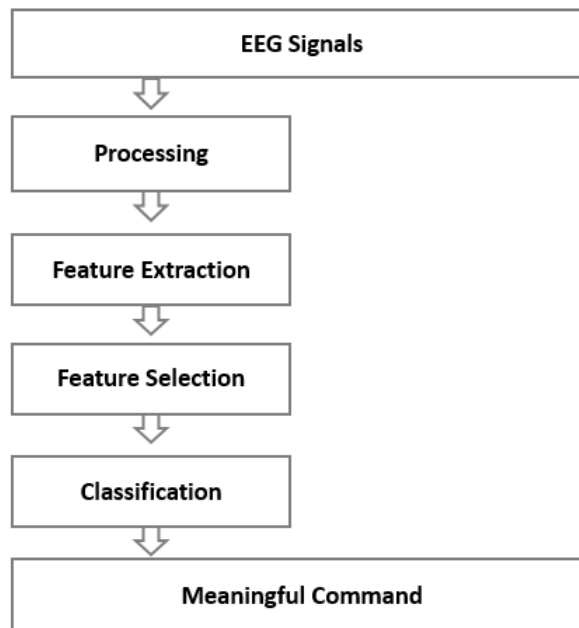 EEG Signals
Processing
Feature Extraction
Feature Selection
Classification
Meaningful Command